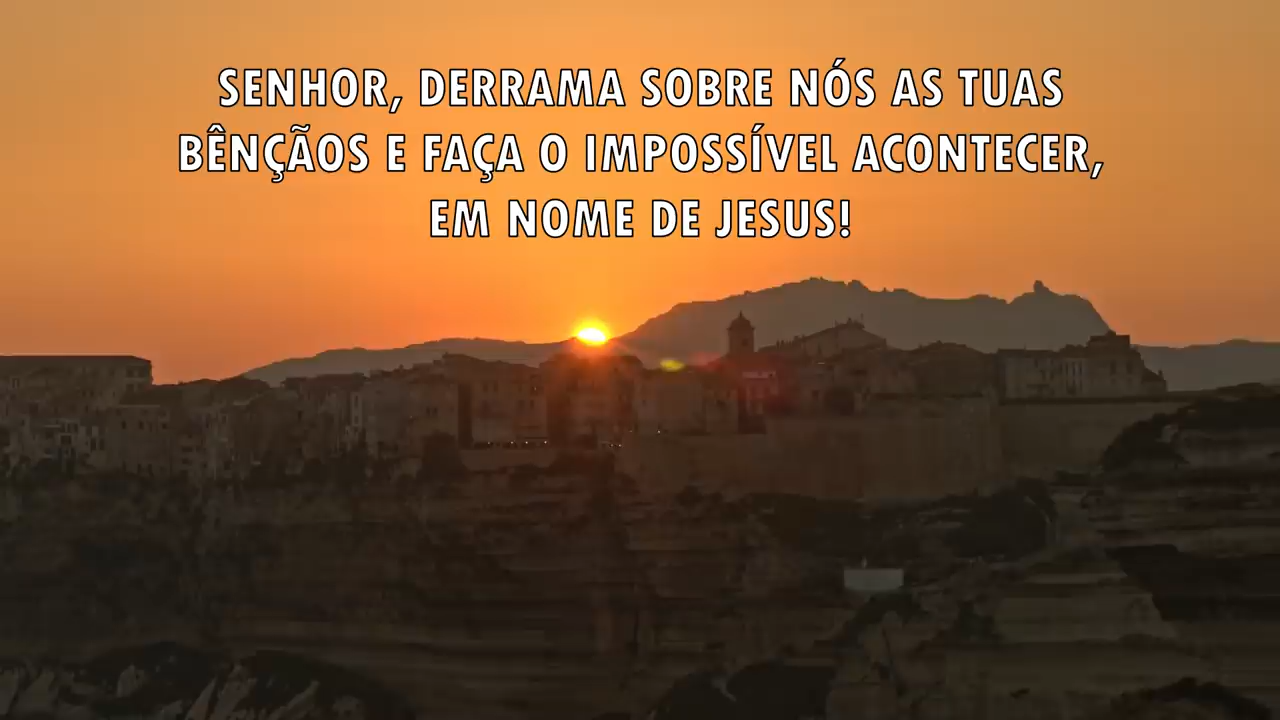 SENHOR, DERRAMA SOBRE NÓS AS TUAS
BÊNÇÃOS E FAÇA O IMPOSSÍVEL ACONTECER,
EM NOME DE JESUS!